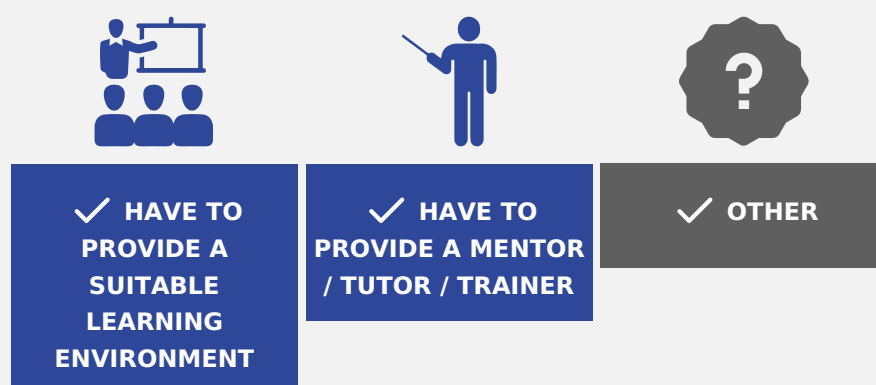 ?
HAVE TO
PROVIDE A
SUITABLE
LEARNING
ENVIRONMENT
HAVE TO
PROVIDE A MENTOR
/ TUTOR / TRAINER
OTHER